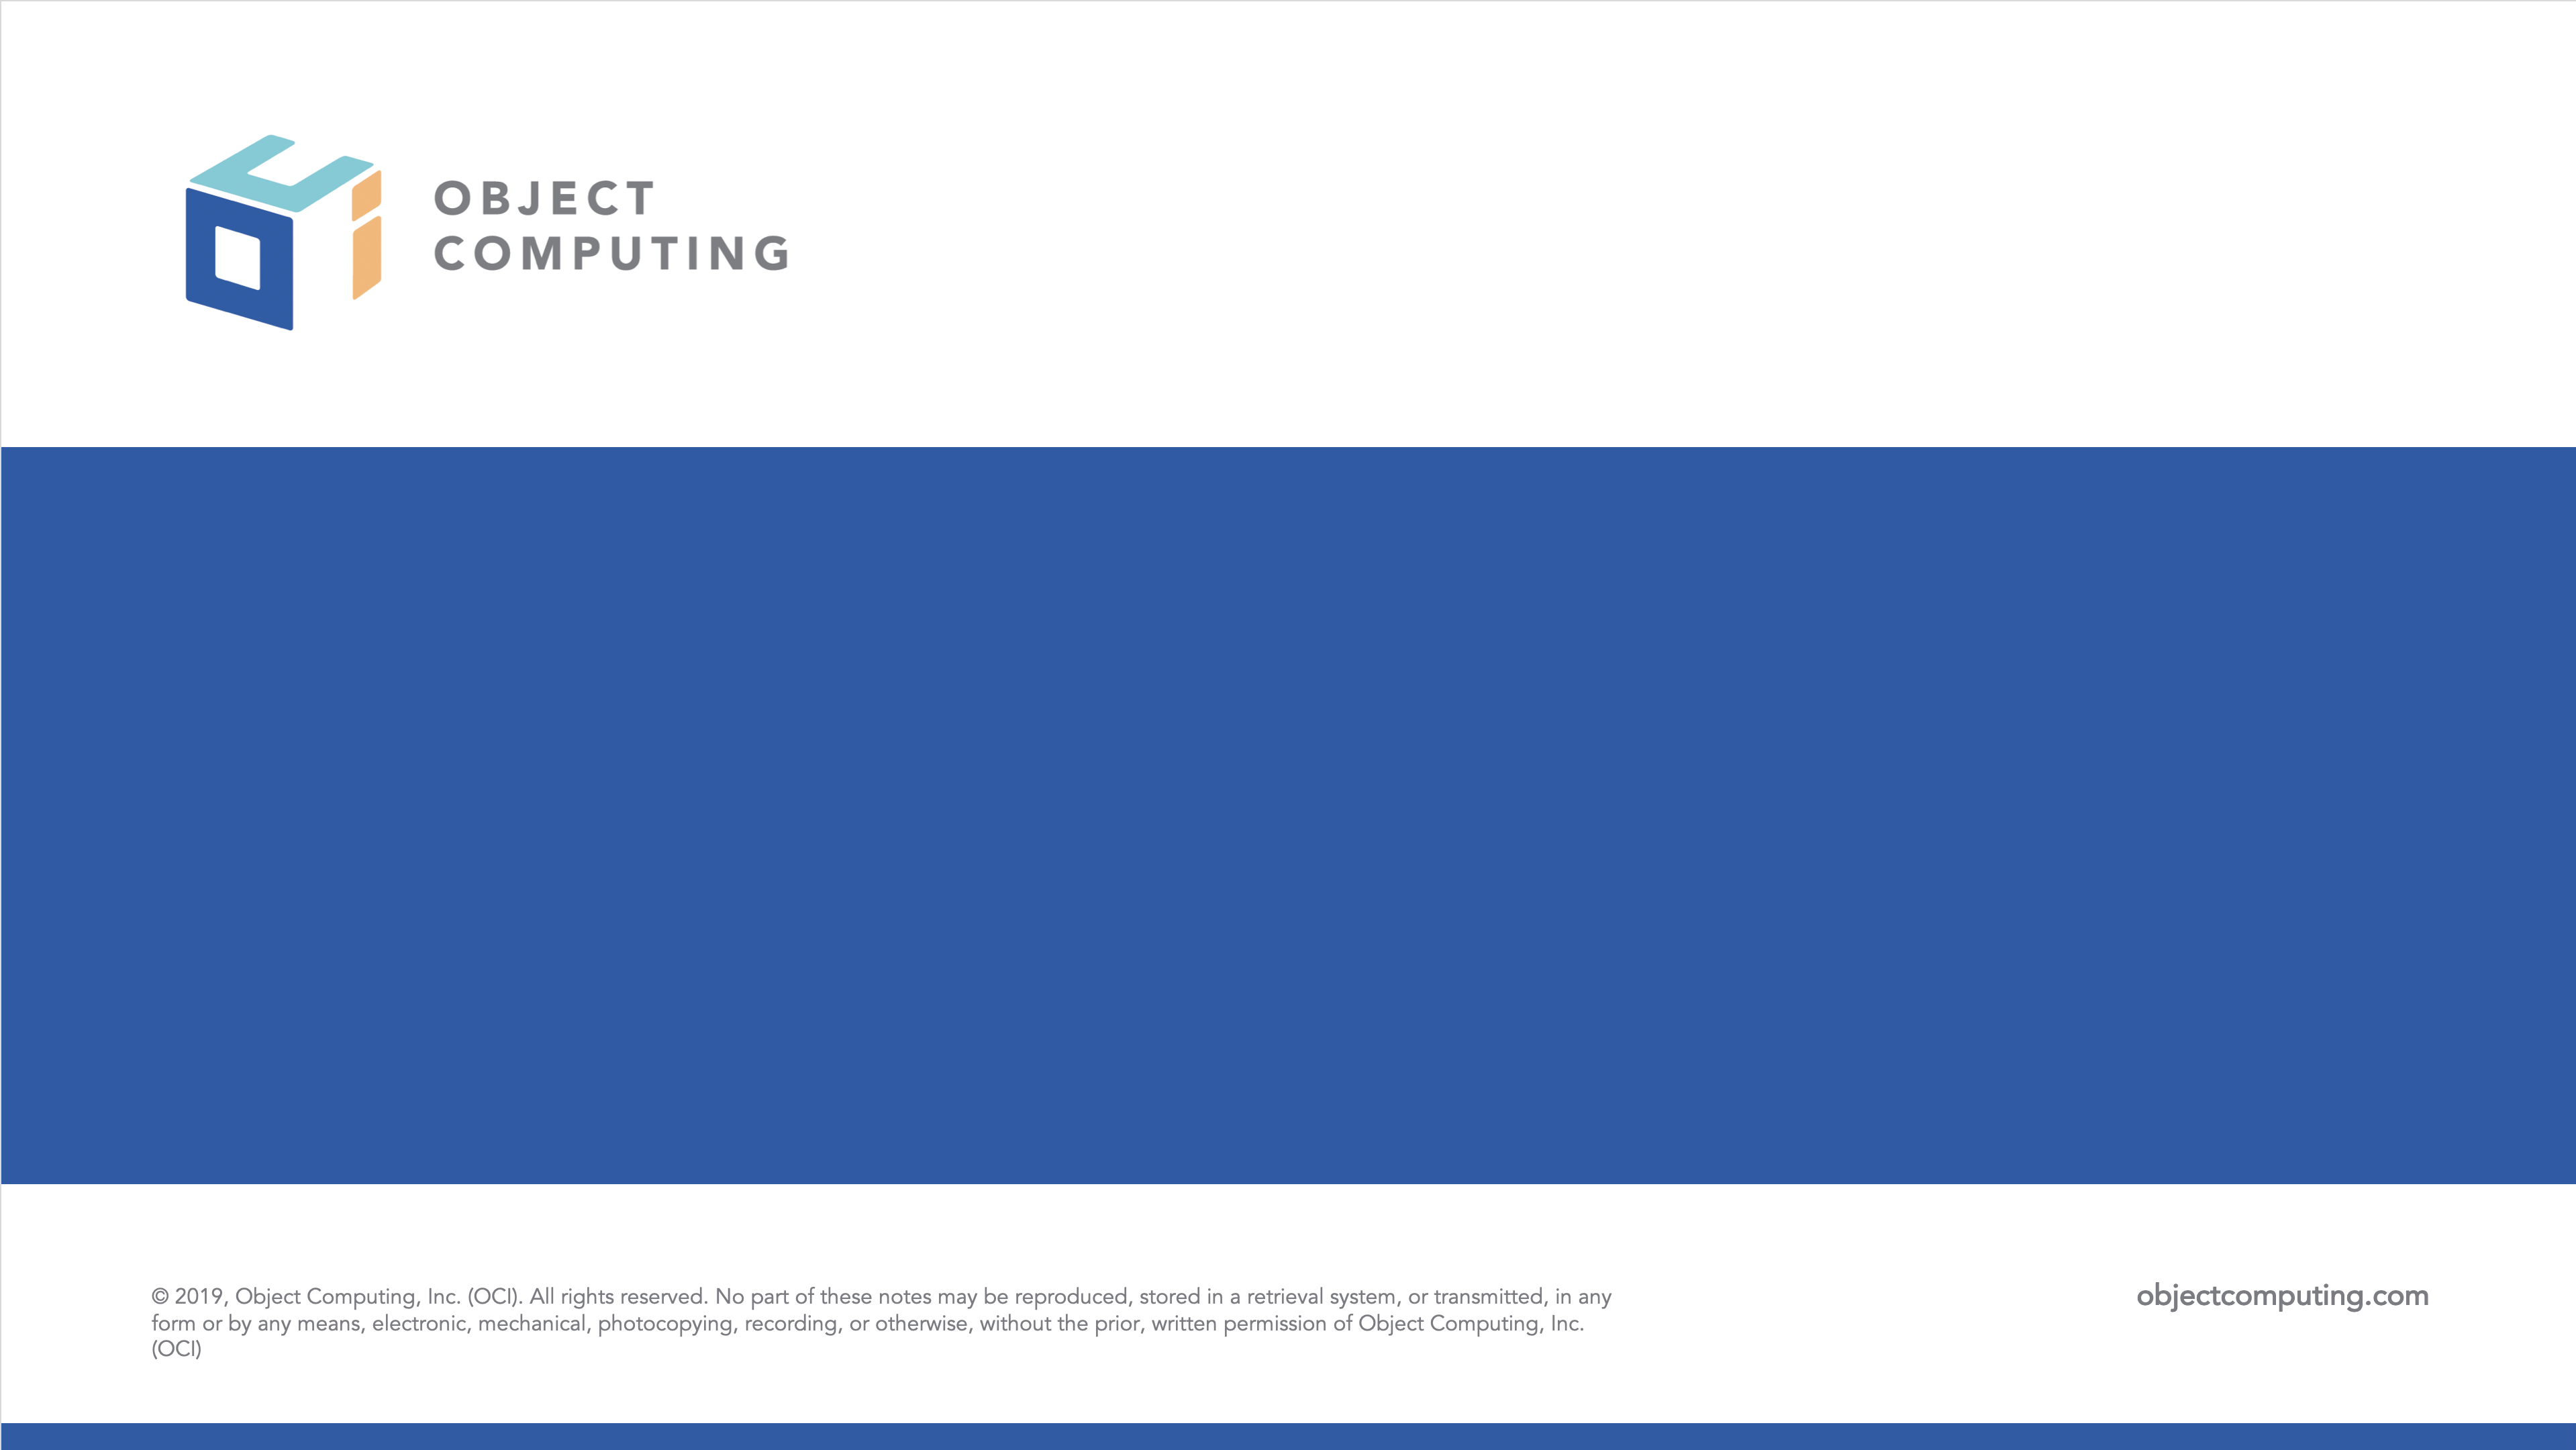 OBJECT
COMPUTING
© 2019, Object Computing, Inc. (OCI). All rights reserved. No part of these notes may be reproduced, stored in a retrieval system, or transmitted, in any
form or by any means, electronic, mechanical, photocopying, recording, or otherwise, without the prior, written permission of Object Computing, Inc.
(OCI)
objectcomputing.com